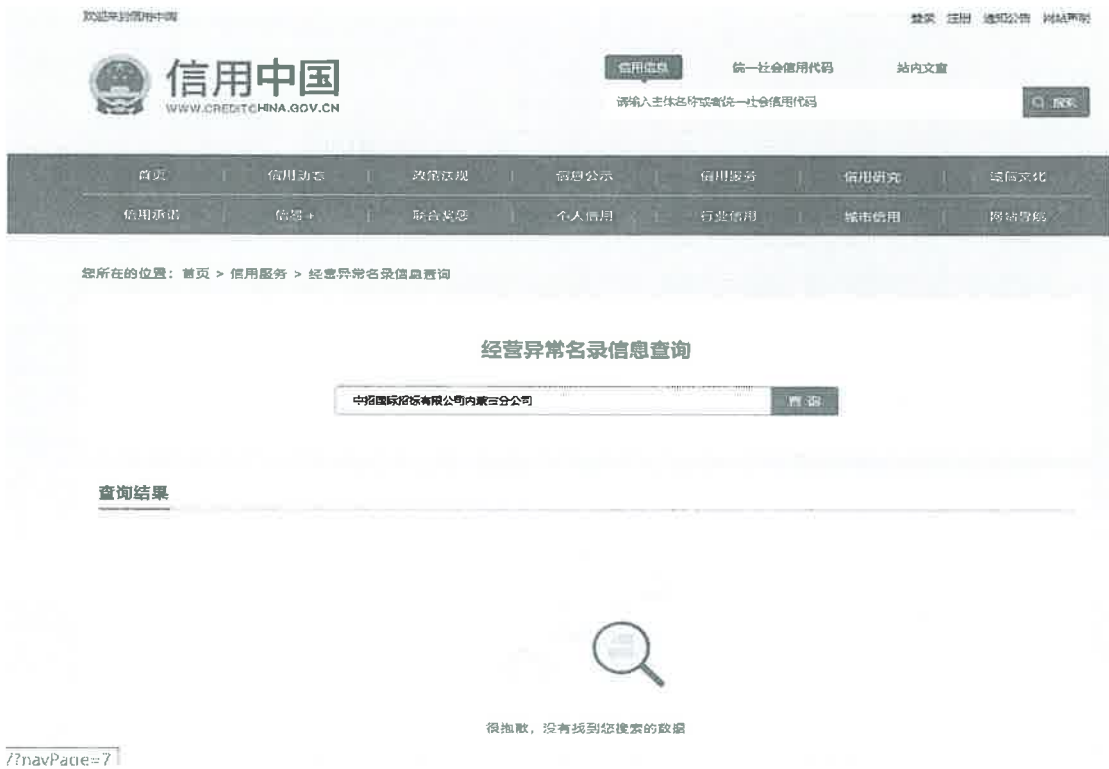 欢迎来到信用中国
登录 注册 通知公告 网站声明
信用中国
WWW.CREDITCHINA.GOV.CN
信用信息 统一社会信用代码 站内文章
请输入主体名称或者统一社会信用代码 搜索
首页 信用动态 政策法规 信息公示 信用服务 信用研究 诚信文化
信用承诺 信易+ 联合奖惩 个人信用 行业信用 城市信用 网站导航
您所在的位置：首页 > 信用服务 > 经营异常名录信息查询
经营异常名录信息查询
中招国际招标有限公司内蒙古分公司 查询
查询结果
很抱歉，没有找到您搜索的数据
/?navPage=7